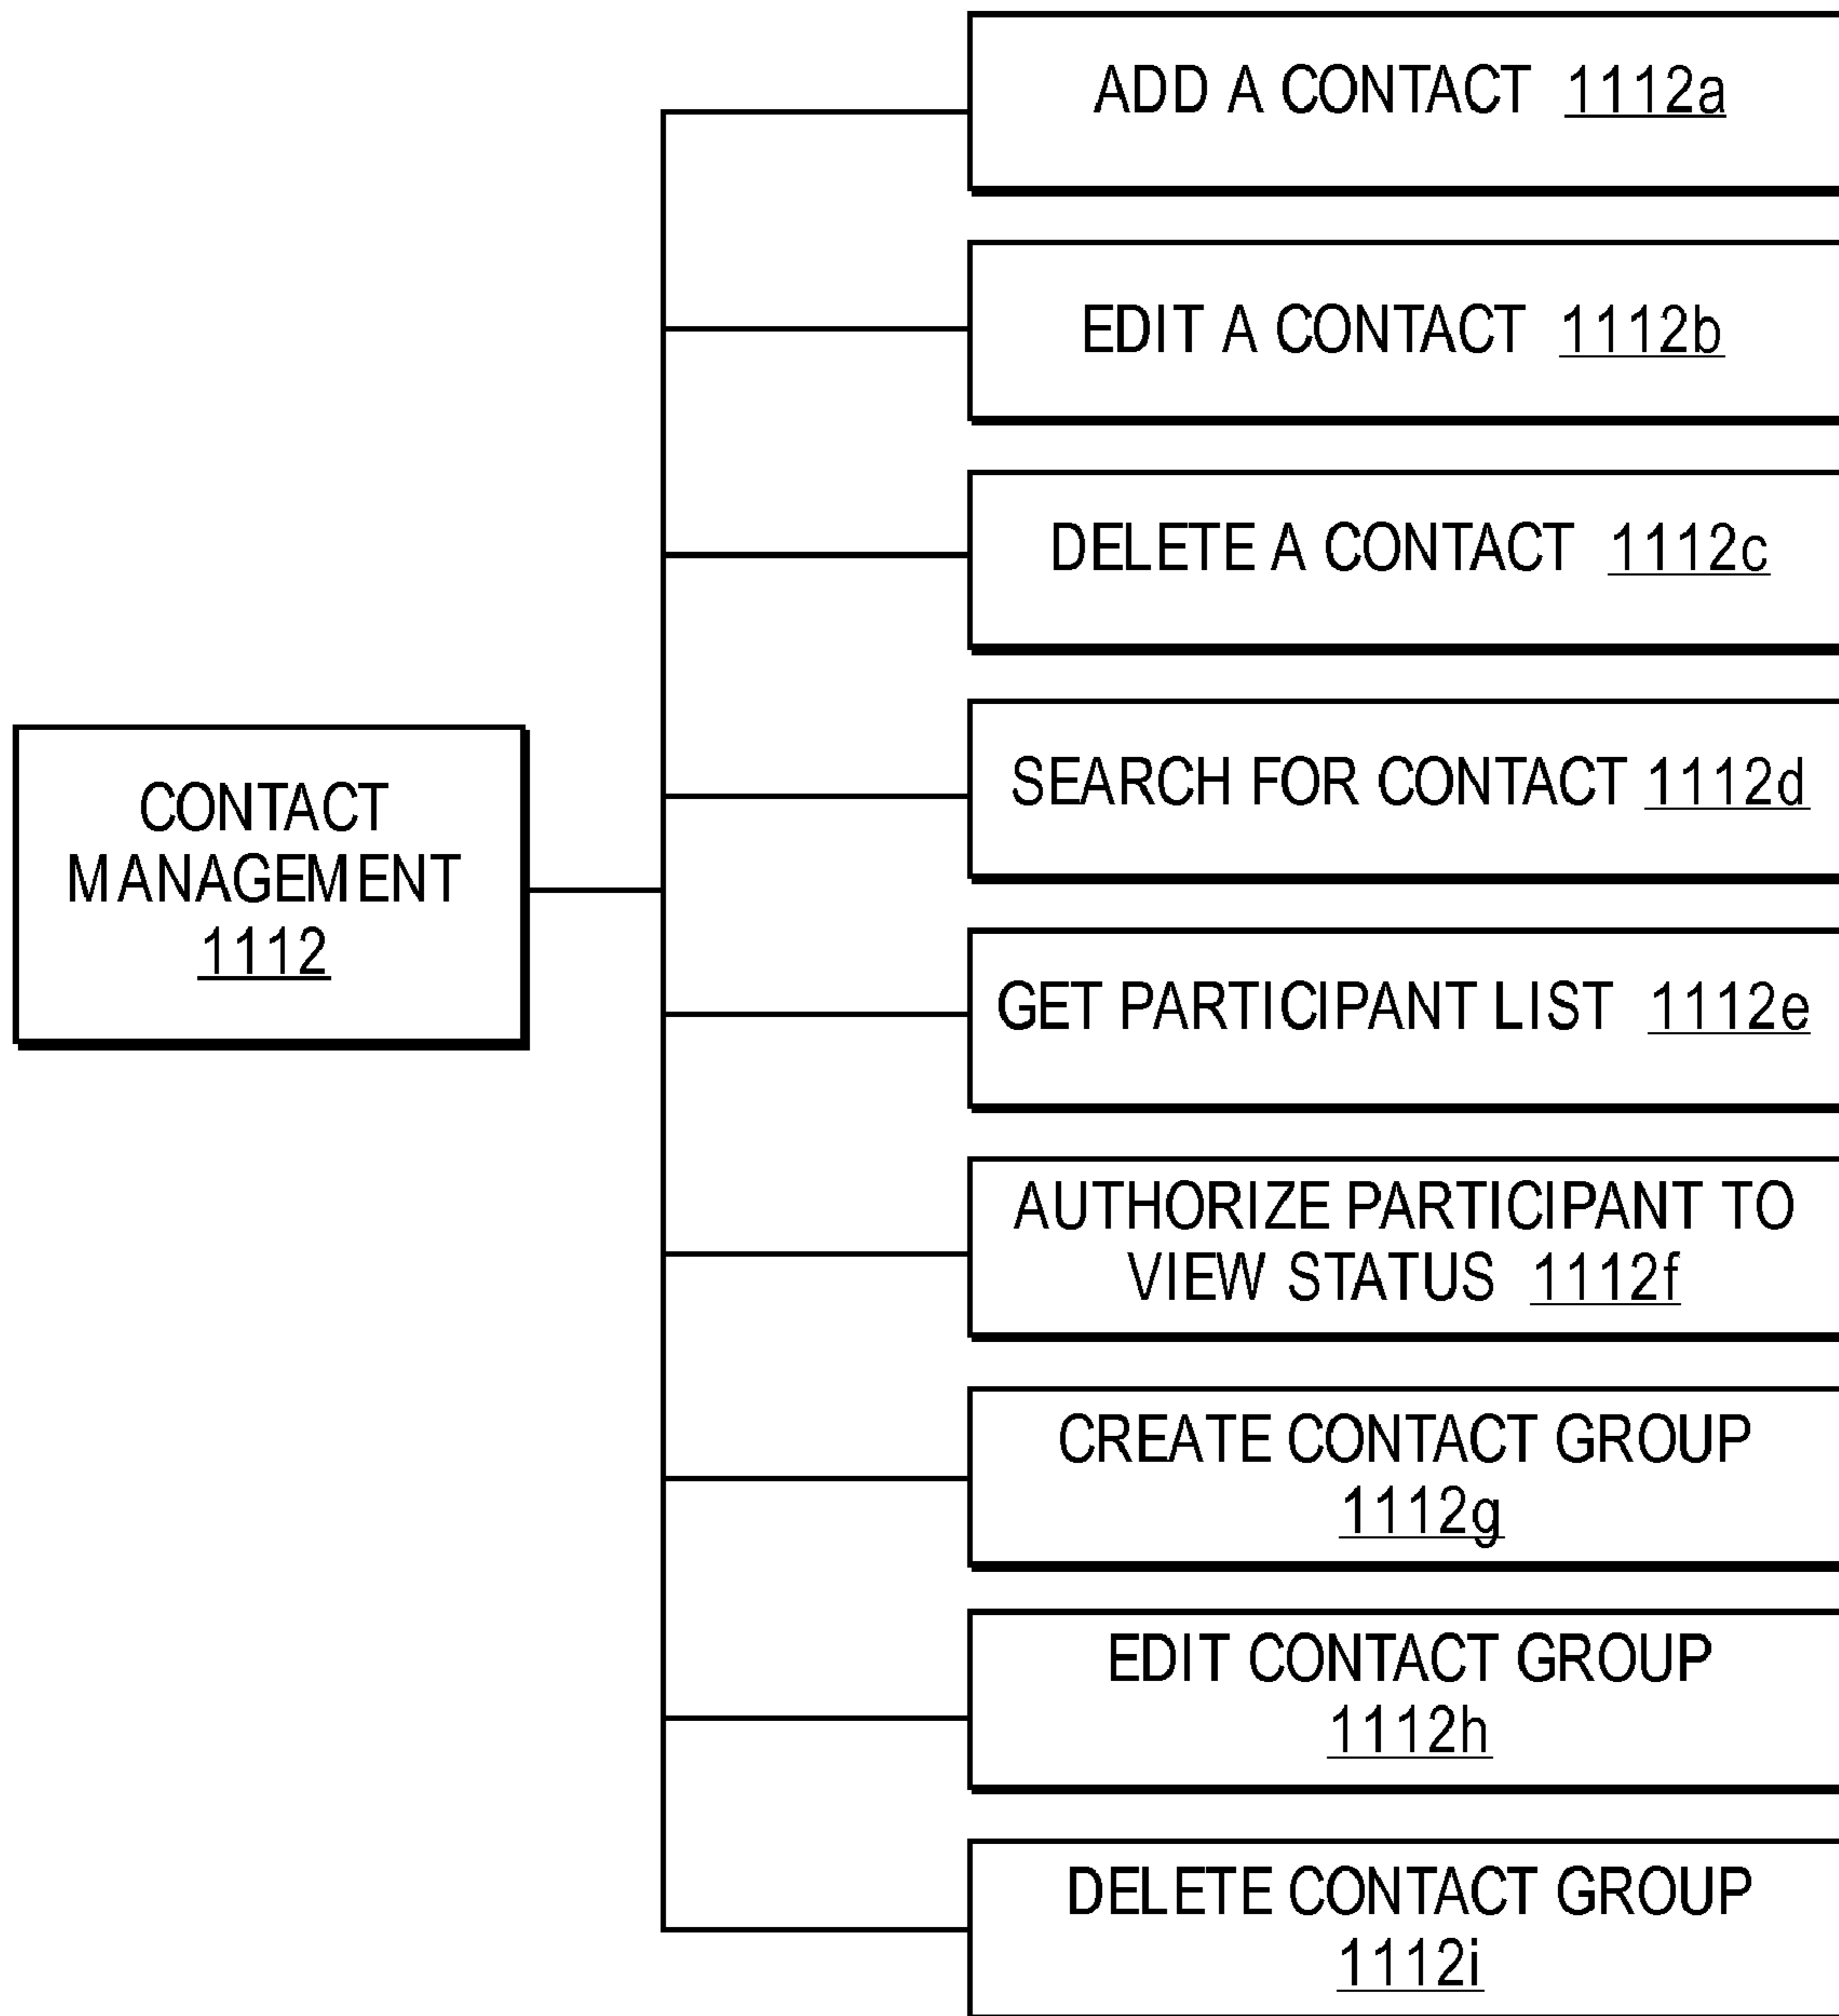 ADD A CONTACT 1112a
EDIT A CONTACT 1112b
DELETE A CONTACT 1112c
SEARCH FOR CONTACT 1112d
CONTACT
MANAGEMENT
1112
GET PARTICIPANT LIST 1112e
AUTHORIZE PARTICIPANT TO
VIEW STATUS 1112f
CREATE CONTACT GROUP
1112g
EDIT CONTACT GROUP
1112h
DELETE CONTACT GROUP
1112i